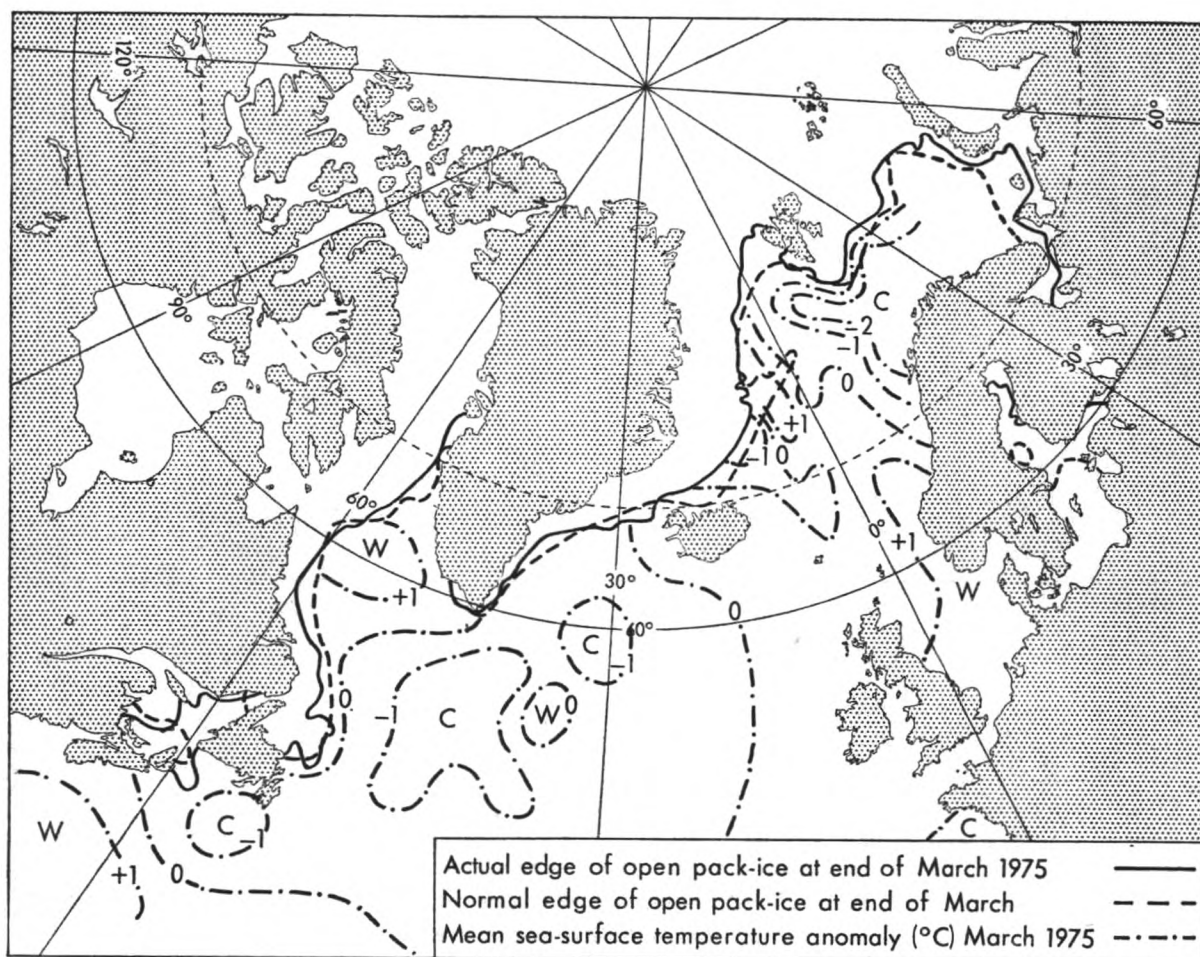 120°
60°
90°
C
-2
-1
30°
0
+1
-1 0
60°
0°
W
+1
+1
30°
W
0
60°
C
-1
0
-1
C
W 0
W
C -1
C
+1
0
Actual edge of open pack-ice at end of March 1975
Normal edge of open pack-ice at end of March
Mean sea-surface temperature anomaly (°C) March 1975